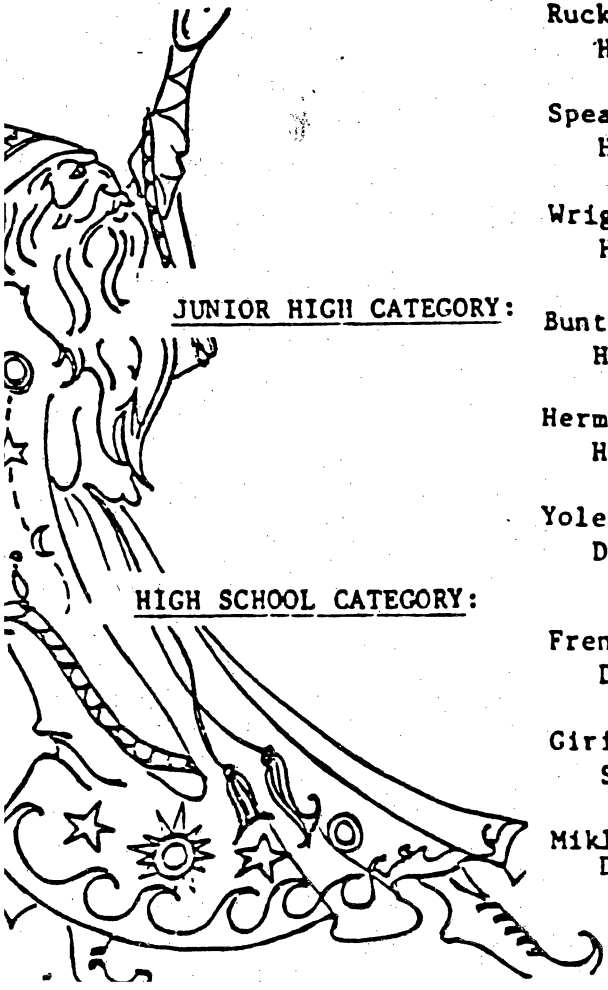 Ruck
H
Spea
H
Wrig
H
JUNIOR HIGH CATEGORY:
Bunt
H
Herm
H
Yole
D
HIGH SCHOOL CATEGORY:
Fren
D
Giri
S
Mikl
D